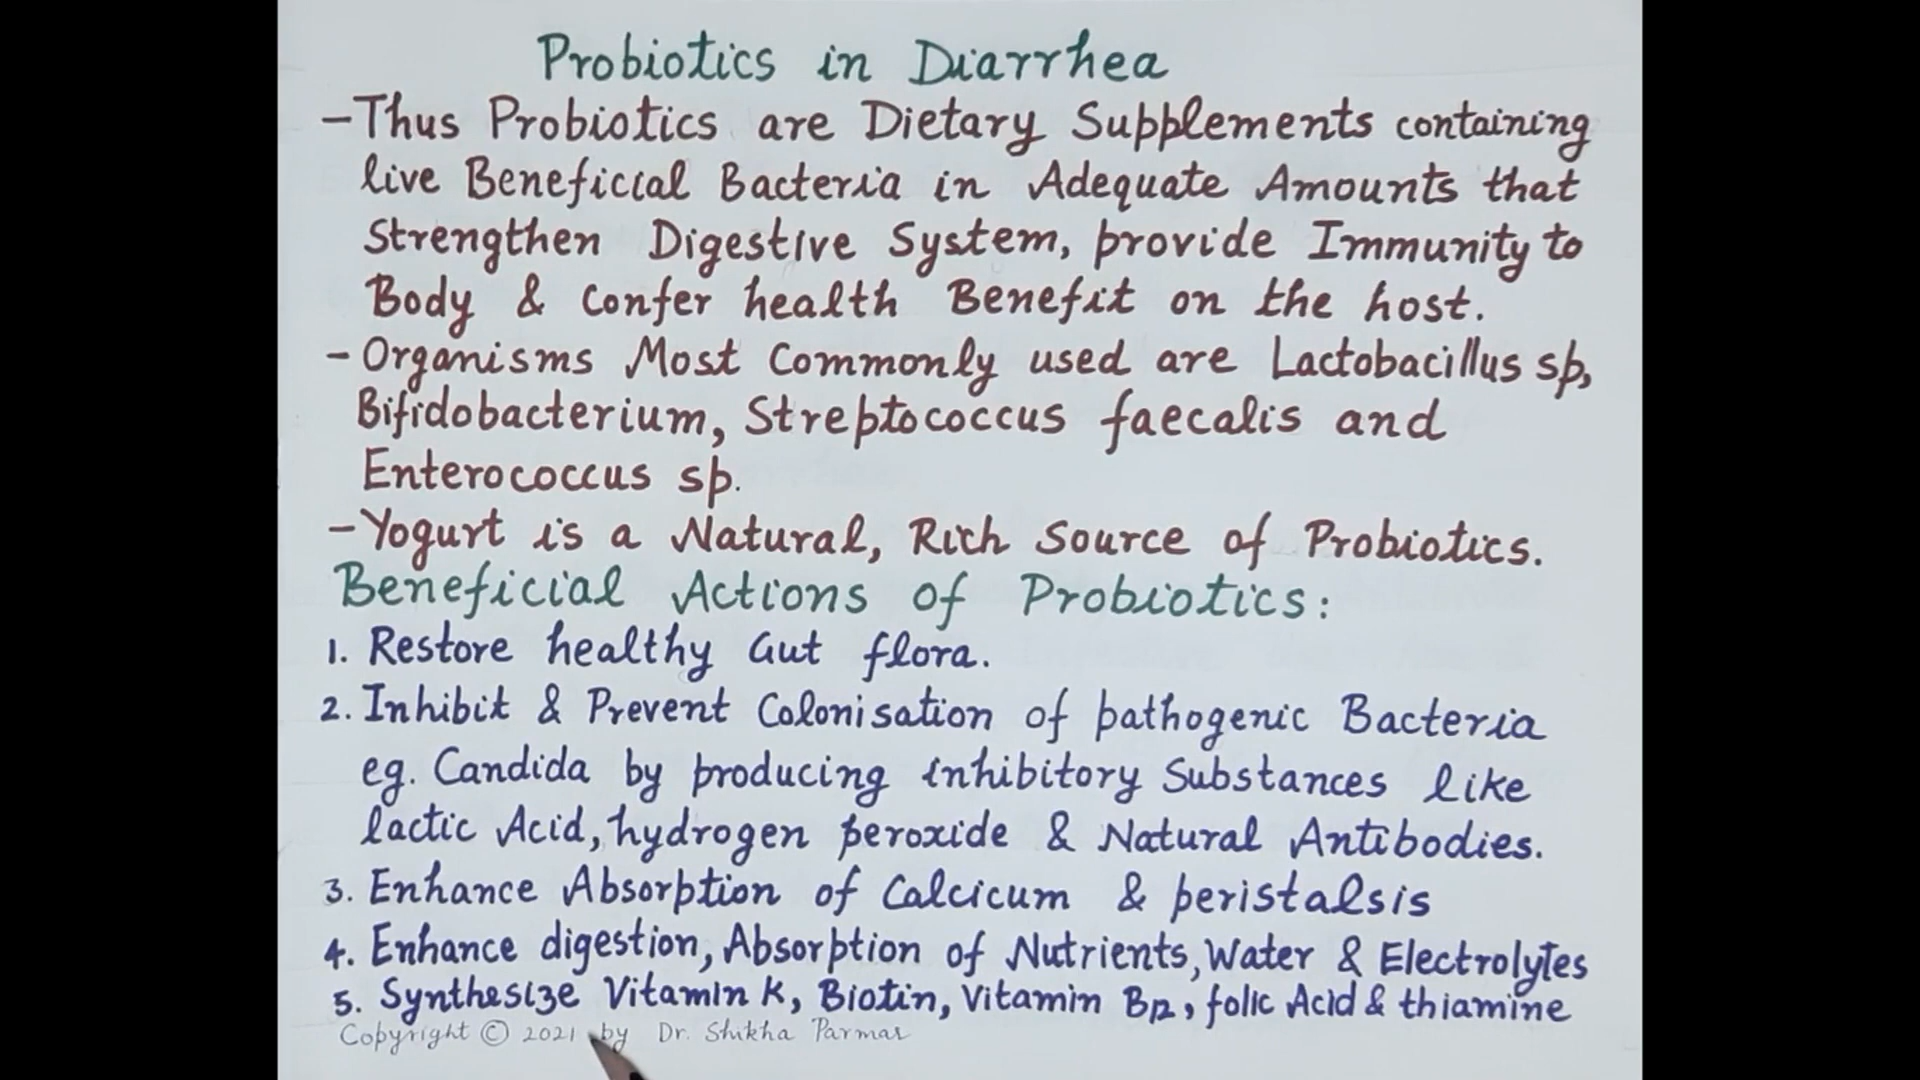 Probiotics in Diarrhea
- Thus Probiotics are Dietary Supplements containing
live Beneficial Bacteria in Adequate Amounts that
Strengthen Digestive System, provide Immunity to
Body & confer health Benefit on the host.
- Organisms Most Commonly used are Lactobacillus sp,
Bifidobacterium, Streptococcus faecalis and
Enterococcus sp.
- Yogurt is a Natural, Rich Source of Probiotics.
Beneficial Actions of Probiotics:
1. Restore healthy Gut flora.
2. Inhibit & Prevent Colonisation of pathogenic Bacteria
eg. Candida by producing inhibitory Substances like
lactic Acid, hydrogen peroxide & Natural Antibodies.
3. Enhance Absorption of Calcicum & peristalsis
4. Enhance digestion, Absorption of Nutrients, Water & Electrolytes
5. Synthesize Vitamin K, Biotin, Vitamin B12, folic Acid & thiamine
Copyright © 2021 by Dr. Shikha Parmar